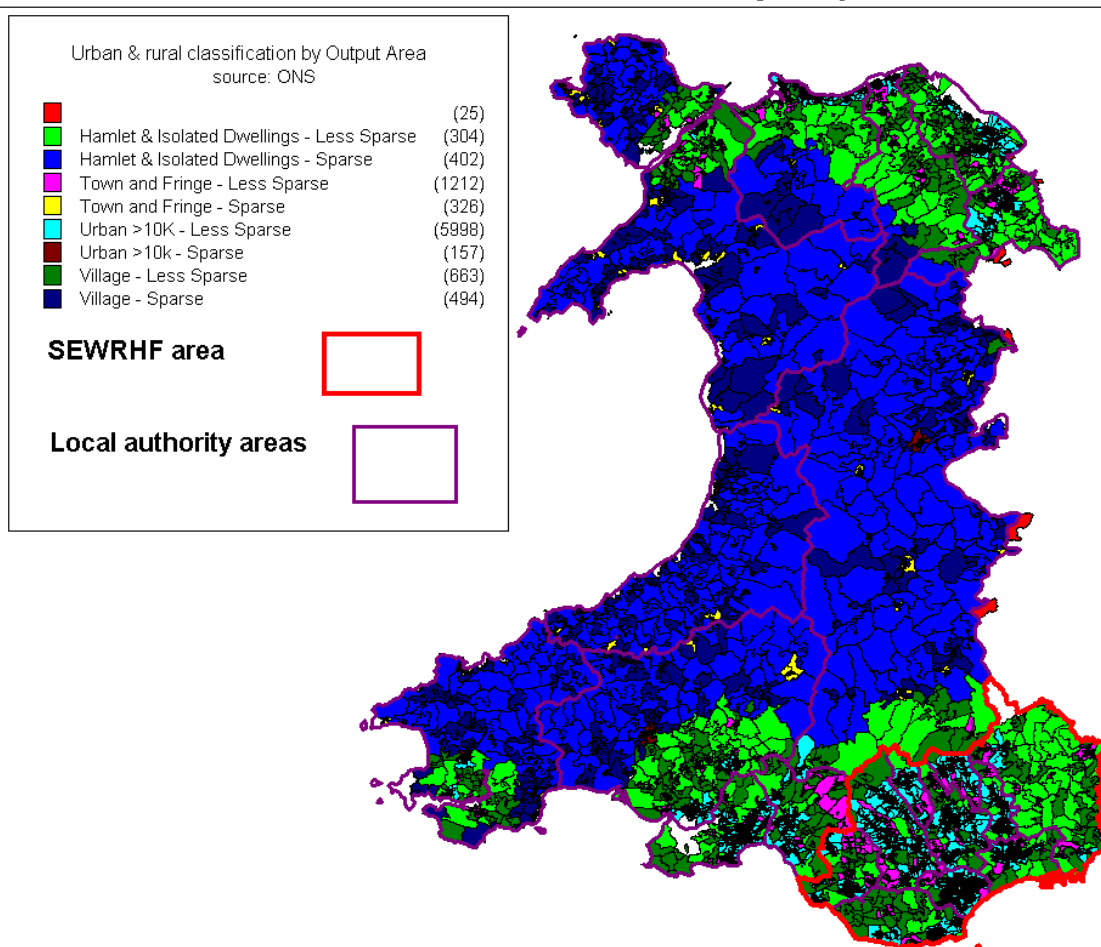 Urban & rural classification by Output Area
source: ONS
(25)
Hamlet & Isolated Dwellings - Less Sparse (304)
Hamlet & Isolated Dwellings - Sparse (402)
Town and Fringe - Less Sparse (1212)
Town and Fringe - Sparse (326)
Urban >10K - Less Sparse (5998)
Urban >10k - Sparse (157)
Village - Less Sparse (663)
Village - Sparse (494)
SEWRHF area
Local authority areas